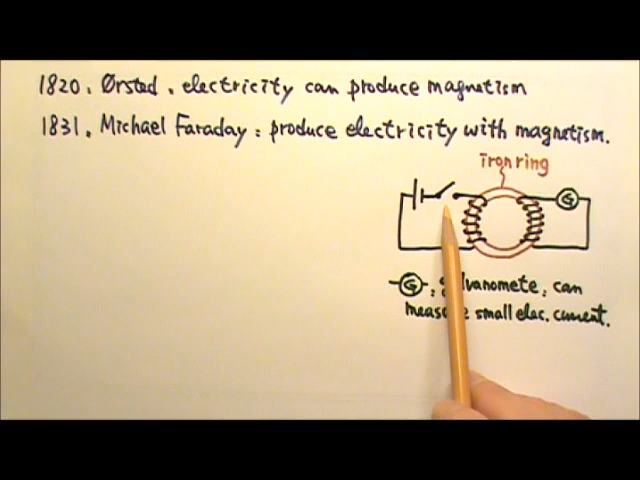 1820. Ørsted. electricity can produce magnetism
1831. Michael Faraday: produce electricity with magnetism.
iron ring
G
G : galvanomete, can
measure small elec. current.